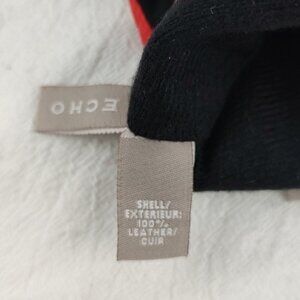 ECHO
SHELL/
EXTERIEUR:
100%
LEATHER/
CUIR